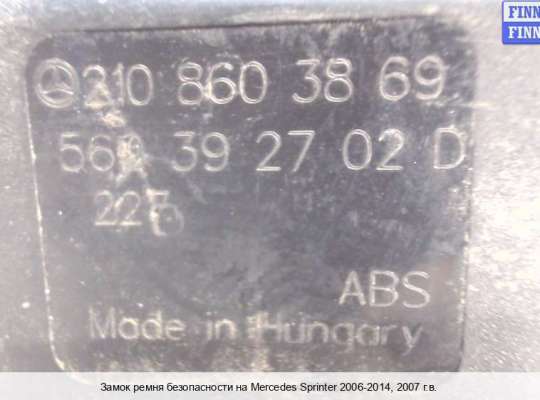 FINN
FINN
210 860 38 69
560 39 27 02 D
ABS
Made in Hungary
Замок ремня безопасности на Mercedes Sprinter 2006-2014, 2007 г.в.